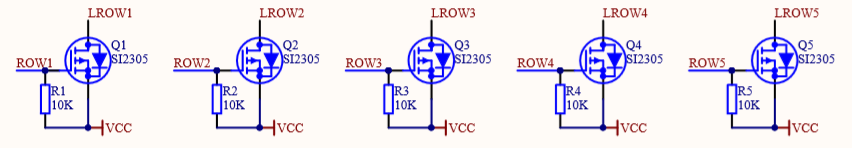 LROW1 LROW2 LROW3 LROW4 LROW5
Q1 Q2 Q3 Q4 Q5
SI2305 SI2305 SI2305 SI2305 SI2305
ROW1 ROW2 ROW3 ROW4 ROW5
R1 R2 R3 R4 R5
10K 10K 10K 10K 10K
VCC VCC VCC VCC VCC